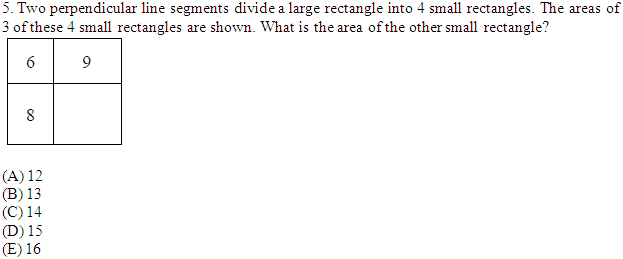 5. Two perpendicular line segments divide a large rectangle into 4 small rectangles. The areas of
3 of these 4 small rectangles are shown. What is the area of the other small rectangle?
6 9
8
(A) 12
(B) 13
(C) 14
(D) 15
(E) 16